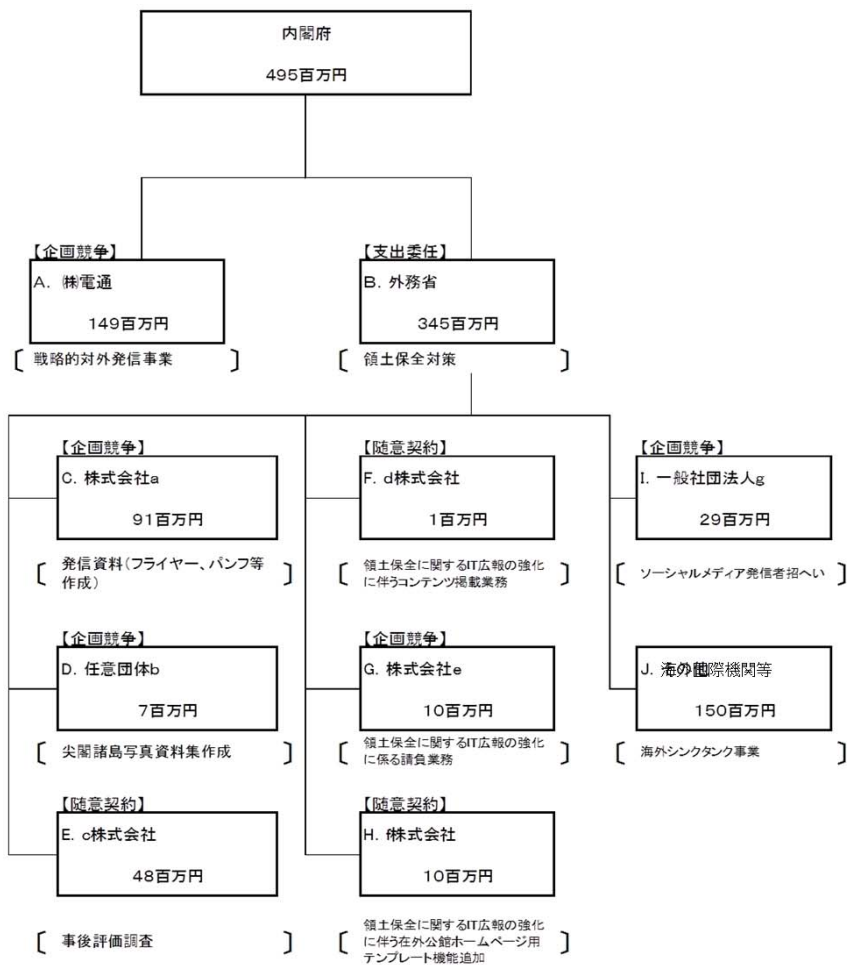 内閣府
495百万円
【企画競争】
A. ㈱電通
149百万円
戦略的対外発信事業
【支出委任】
B. 外務省
345百万円
領土保全対策
【企画競争】
C. 株式会社a
91百万円
発信資料(フライヤー、パンフ等
作成)
【企画競争】
D. 任意団体b
7百万円
尖閣諸島写真資料集作成
【随意契約】
E. c株式会社
48百万円
事後評価調査
【随意契約】
F. d株式会社
1百万円
領土保全に関するIT広報の強化
に伴うコンテンツ掲載業務
【企画競争】
G. 株式会社e
10百万円
領土保全に関するIT広報の強化
に係る請負業務
【随意契約】
H. f株式会社
10百万円
領土保全に関するIT広報の強化
に伴う在外公館ホームページ用
テンプレート機能追加
【企画競争】
I. 一般社団法人g
29百万円
ソーシャルメディア発信者招へい
J. 際機関等
150百万円
海外シンクタンク事業